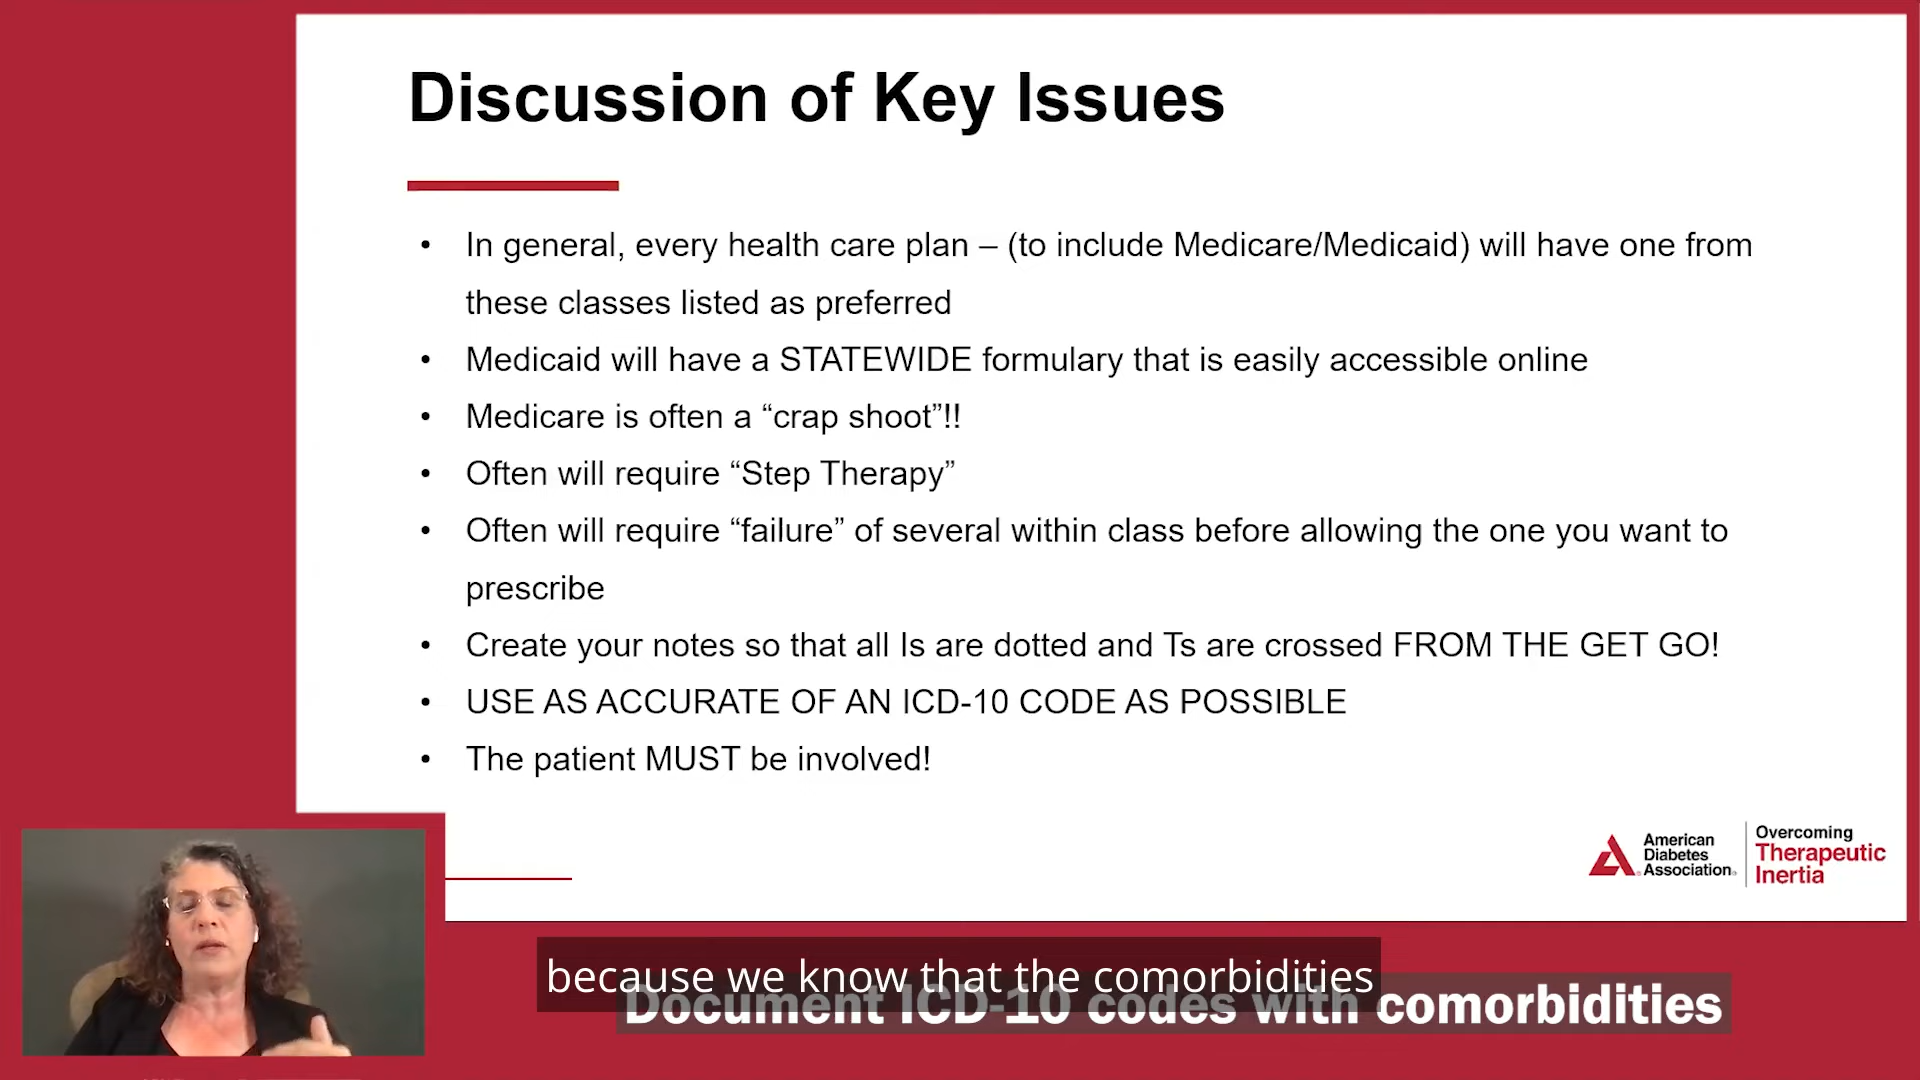 Discussion of Key Issues
• In general, every health care plan – (to include Medicare/Medicaid) will have one from
these classes listed as preferred
• Medicaid will have a STATEWIDE formulary that is easily accessible online
• Medicare is often a “crap shoot”!!
• Often will require “Step Therapy”
• Often will require “failure” of several within class before allowing the one you want to
prescribe
• Create your notes so that all Is are dotted and Ts are crossed FROM THE GET GO!
• USE AS ACCURATE OF AN ICD-10 CODE AS POSSIBLE
• The patient MUST be involved!
American
Diabetes
Association®
Overcoming
Therapeutic
Inertia
because we know that the comorbidities
Document ICD-10 codes with comorbidities